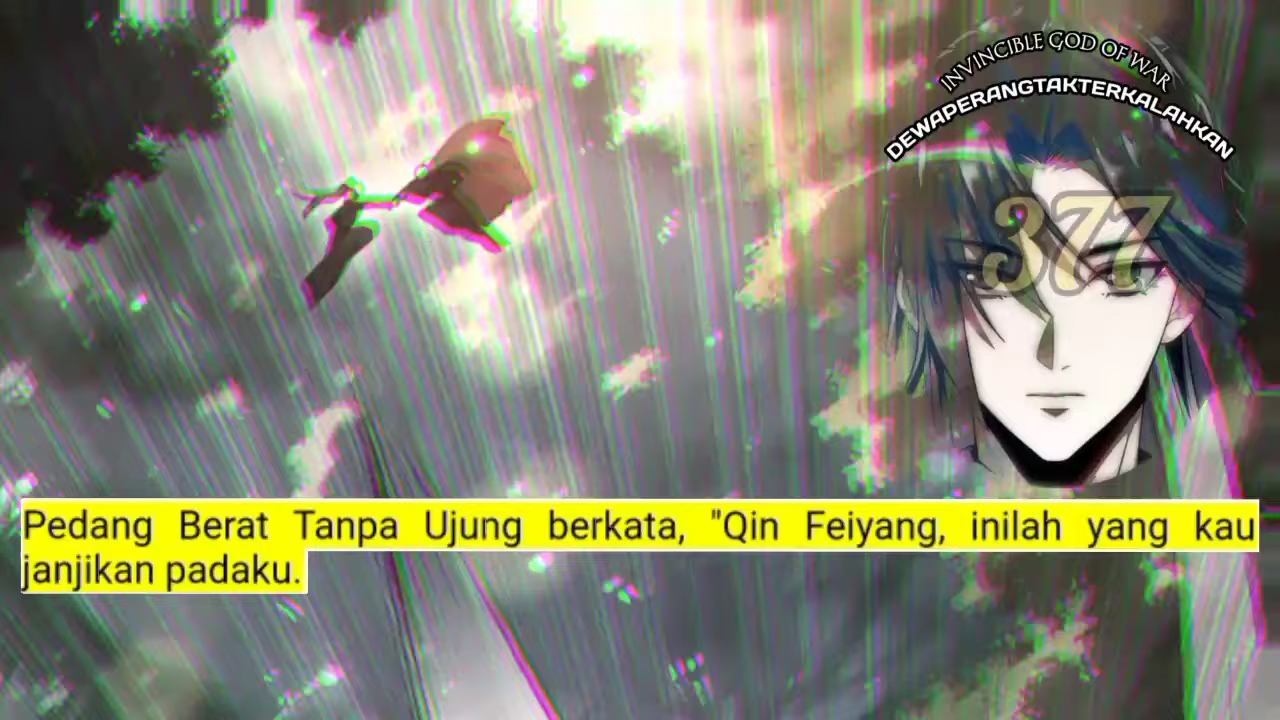 INVINCIBLE GOD OF WAR
DEWAPERANGTAKTERKALAHKAN
377
Pedang Berat Tanpa Ujung berkata, "Qin Feiyang, inilah yang kau
janjikan padaku.